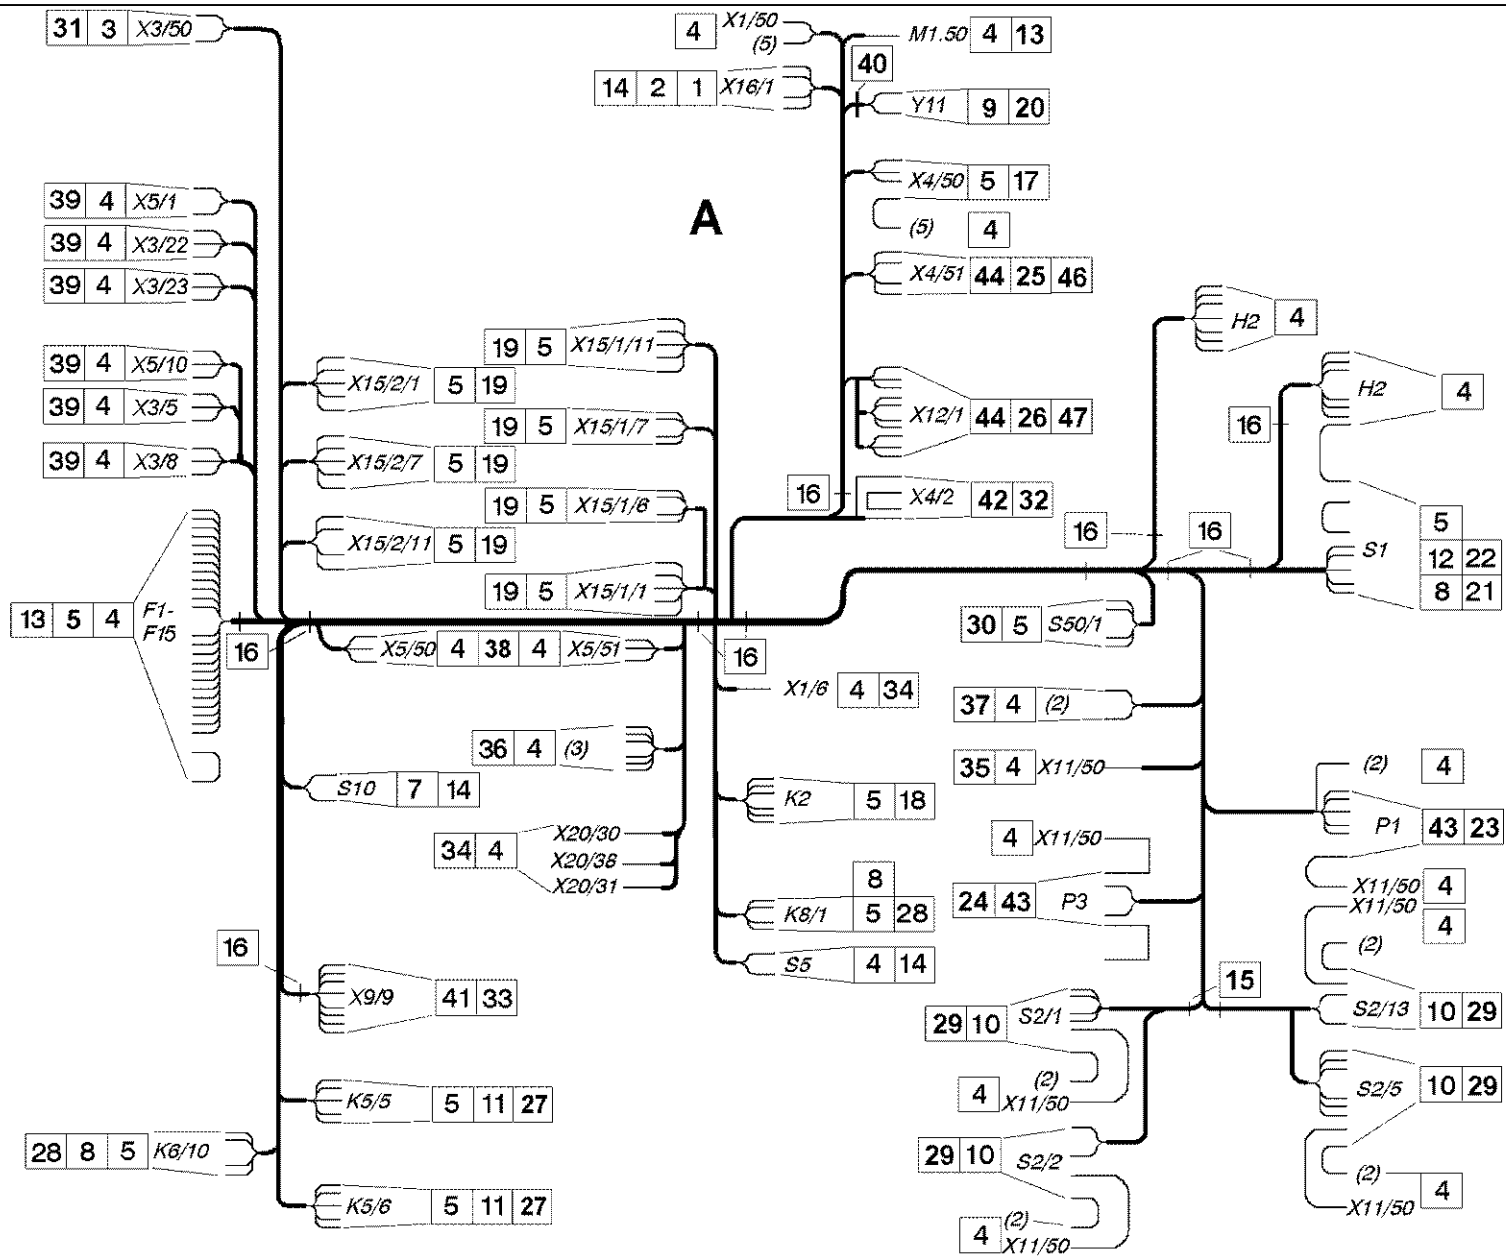 31 3 X3/50
4 X1/50
(5)
M1.50 4 13
40
14 2 1 X16/1
Y11 9 20
39 4 X5/1
X4/50 5 17
A
(5) 4
39 4 X3/22
39 4 X3/23
X4/51 44 25 46
H2 4
19 5 X15/1/11
39 4 X5/10
X15/2/1 5 19
H2 4
39 4 X3/5
19 5 X15/1/7
X12/1 44 26 47
16
39 4 X3/8
X15/2/7 5 19
19 5 X15/1/6
16
X4/2 42 32
16
16
5
X15/2/11 5 19
S1
12 22
19 5 X15/1/1
8 21
13 5 4 F1-
F15
30 5 S50/1
16
X5/50 4 38 4 X5/51
16
X1/6 4 34
37 4 (2)
36 4 (3)
35 4 X11/50
(2) 4
S10 7 14
K2 5 18
P1 43 23
34 4
X20/30
X20/38
X20/31
4 X11/50
8
X11/50 4
24 43 P3
K8/1 5 28
X11/50
4
16
(2)
S5 4 14
15
X9/9 41 33
29 10 S2/1
S2/13 10 29
(2)
4 X11/50
S2/5 10 29
K5/5 5 11 27
28 8 5 K6/10
29 10 S2/2
(2)
4
X11/50
K5/6 5 11 27
(2)
4 X11/50